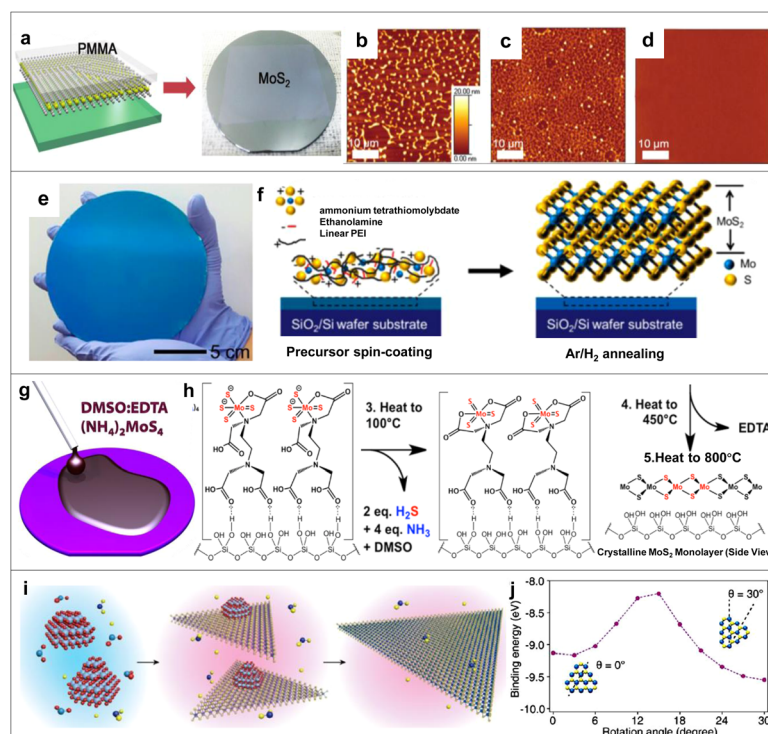 a
PMMA
MoS₂
b
10 μm
20.00 nm
0.00 nm
c
10 μm
d
10 μm
e
5 cm
f
ammonium tetrathiomolybdate
Ethanolamine
Linear PEI
MoS₂
Mo
S
SiO₂/Si wafer substrate
SiO₂/Si wafer substrate
Precursor spin-coating
Ar/H₂ annealing
g
DMSO:EDTA
(NH₄)₂MoS₄
h
3. Heat to
100°C
2 eq. H₂S
+ 4 eq. NH₃
+ DMSO
4. Heat to
450°C
EDTA
5.Heat to 800°C
Crystalline MoS₂ Monolayer (Side View
i
j
Binding energy (eV)
-8.0
-8.5
-9.0
-9.5
-10.0
θ = 0°
θ = 30°
0 6 12 18 24 30
Rotation angle (degree)